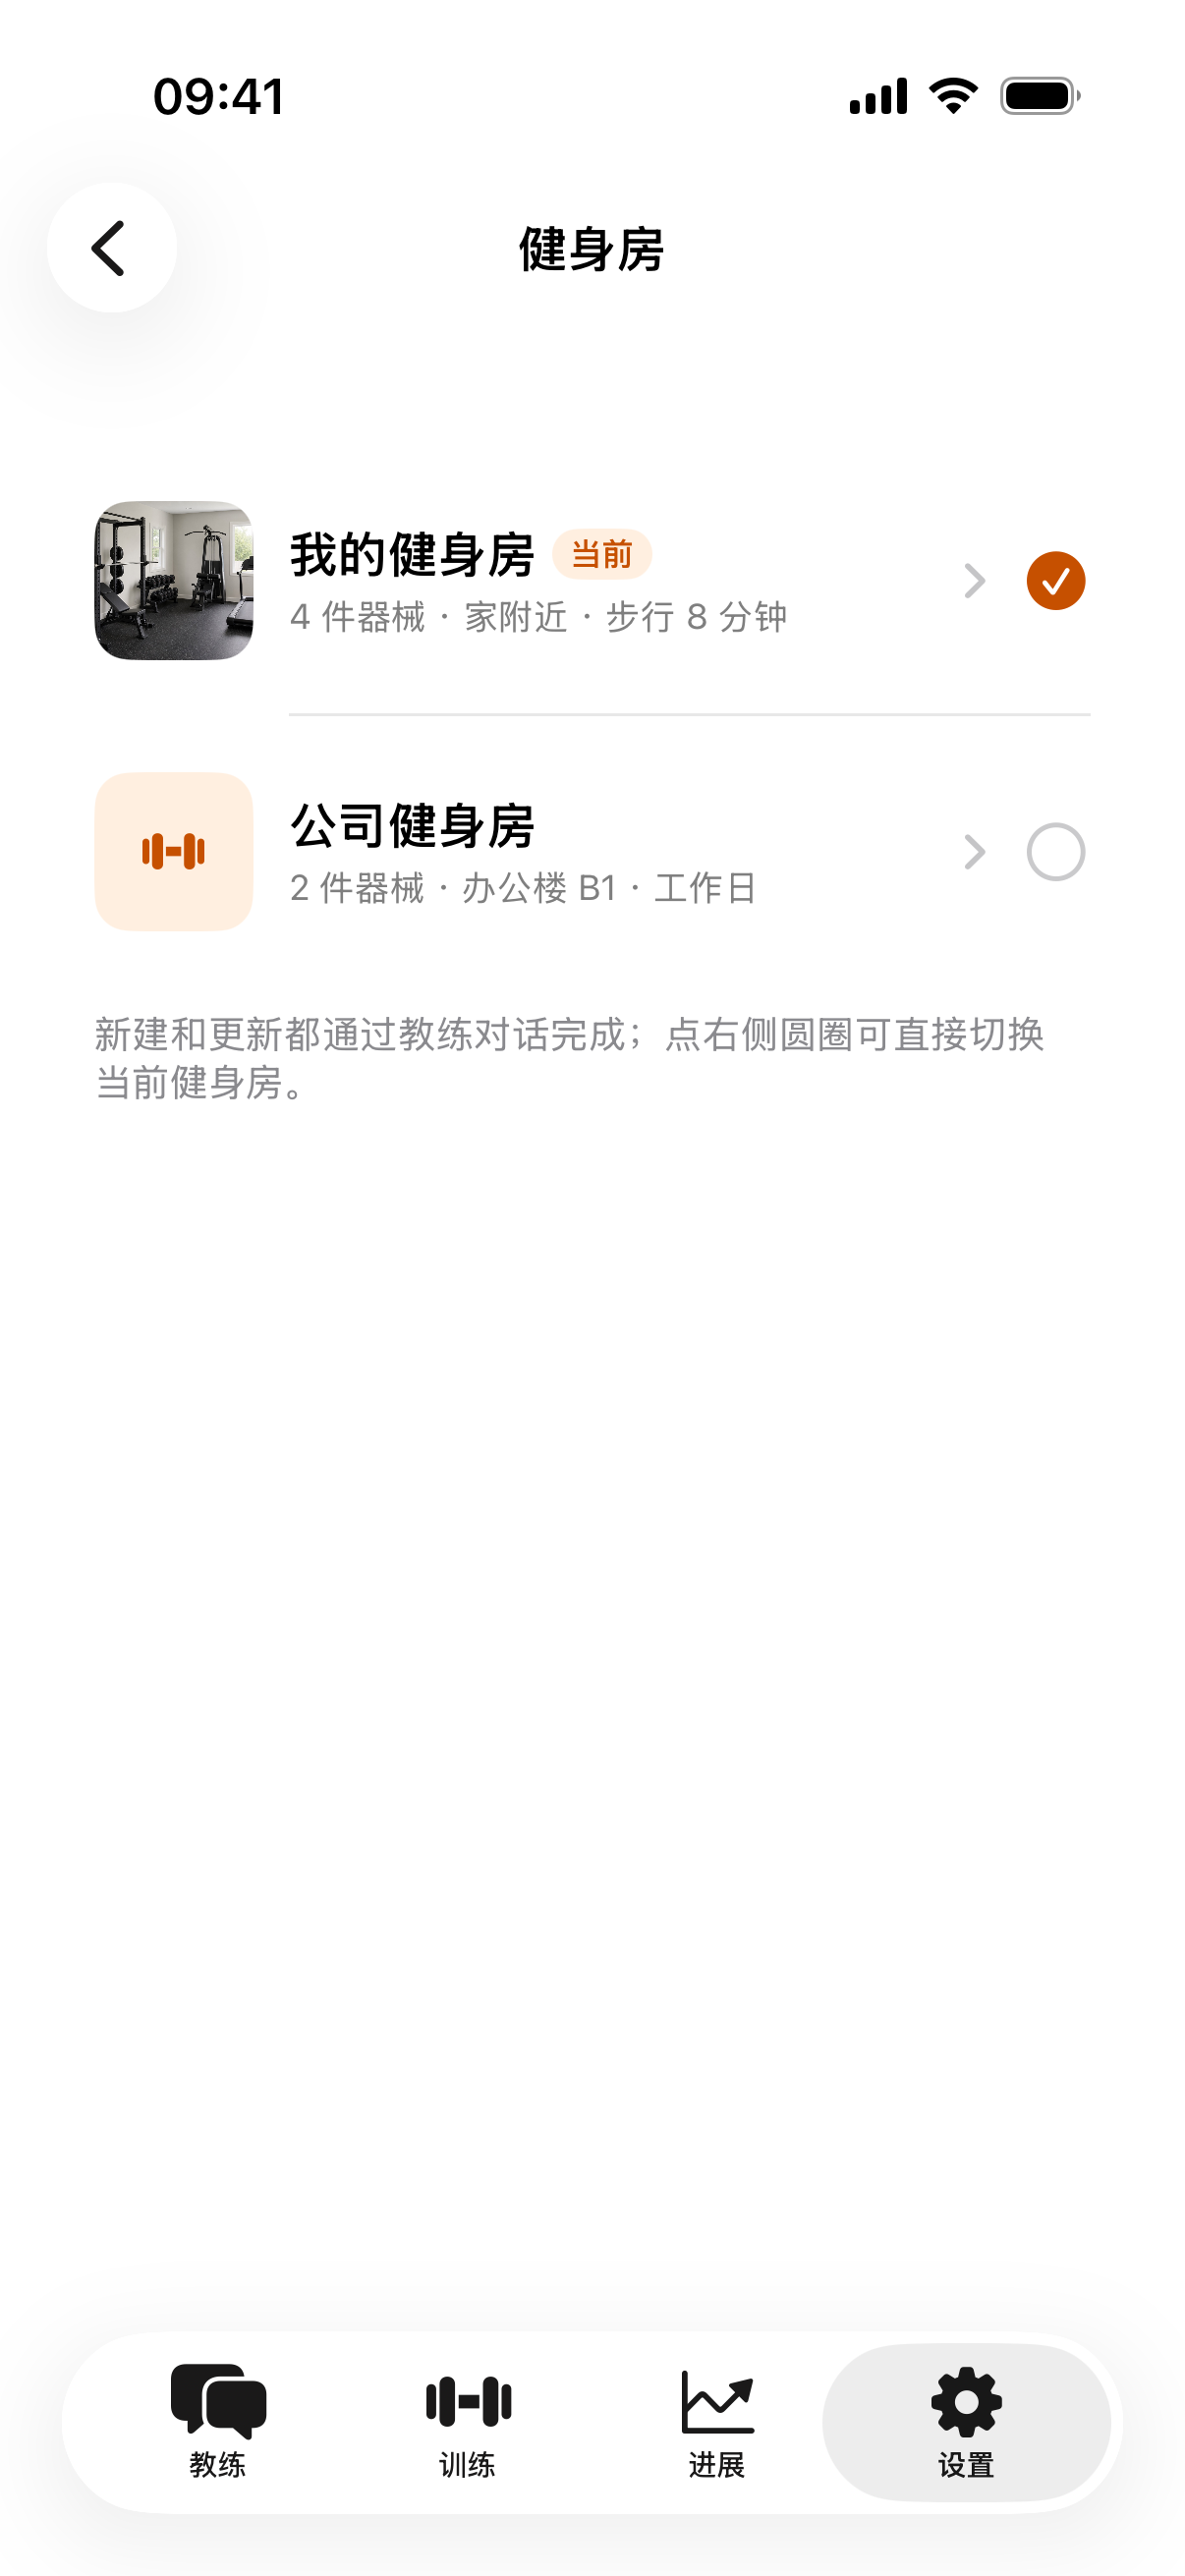 09:41
健身房
我的健身房 当前
4 件器械 · 家附近 · 步行 8 分钟
公司健身房
2 件器械 · 办公楼 B1 · 工作日
新建和更新都通过教练对话完成；点右侧圆圈可直接切换
当前健身房。
教练 训练 进展 设置